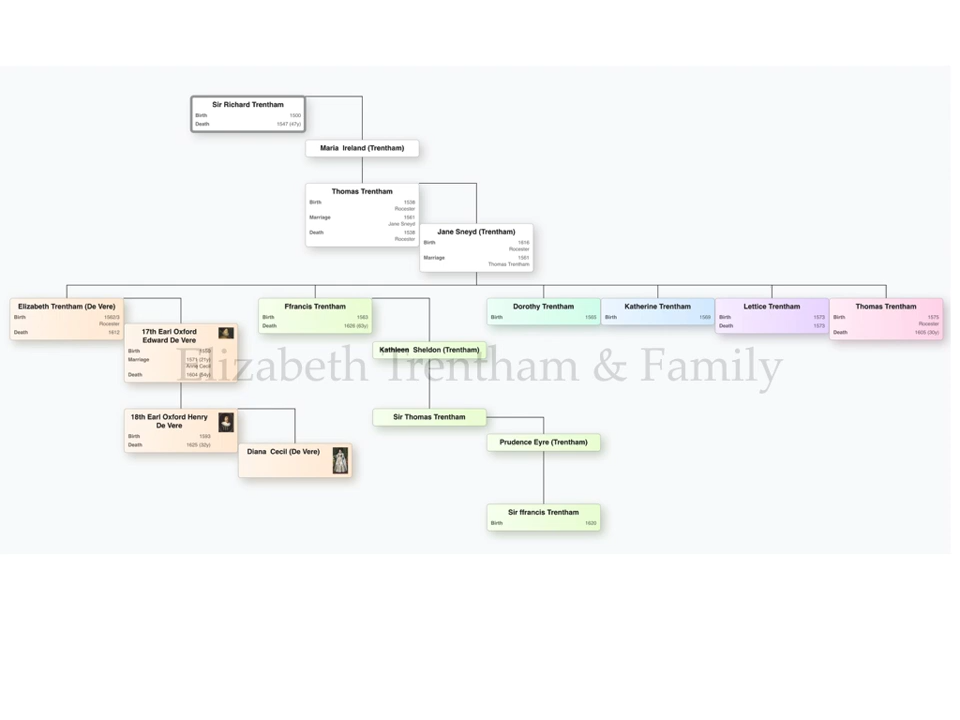 Sir Richard Trentham
Birth 1500
Death 1547 (47y)
Maria Ireland (Trentham)
Thomas Trentham
Birth 1538
Rocester
Marriage 1561
Jane Sneyd
Death 1538
Rocester
Jane Sneyd (Trentham)
Birth 1516
Rocester
Marriage 1561
Thomas Trentham
Elizabeth Trentham (De Vere)
Birth
Rocester
Death 1612
17th Earl Oxford
Edward De Vere
Birth
Marriage 1571 (21y)
Anne Cecil
Death 1604 (54y)
18th Earl Oxford Henry
De Vere
Birth 1593
Death 1625 (32y)
Diana Cecil (De Vere)
Ffrancis Trentham
Birth 1563
Death 1626 (63y)
Kathleen Sheldon (Trentham)
Sir Thomas Trentham
Prudence Eyre (Trentham)
Sir ffrancis Trentham
Birth 1620
Dorothy Trentham
Birth 1565
Katherine Trentham
Birth 1569
Lettice Trentham
Birth 1573
Death 1573
Thomas Trentham
Birth 1575
Rocester
Death 1605 (30y)
Elizabeth Trentham & Family